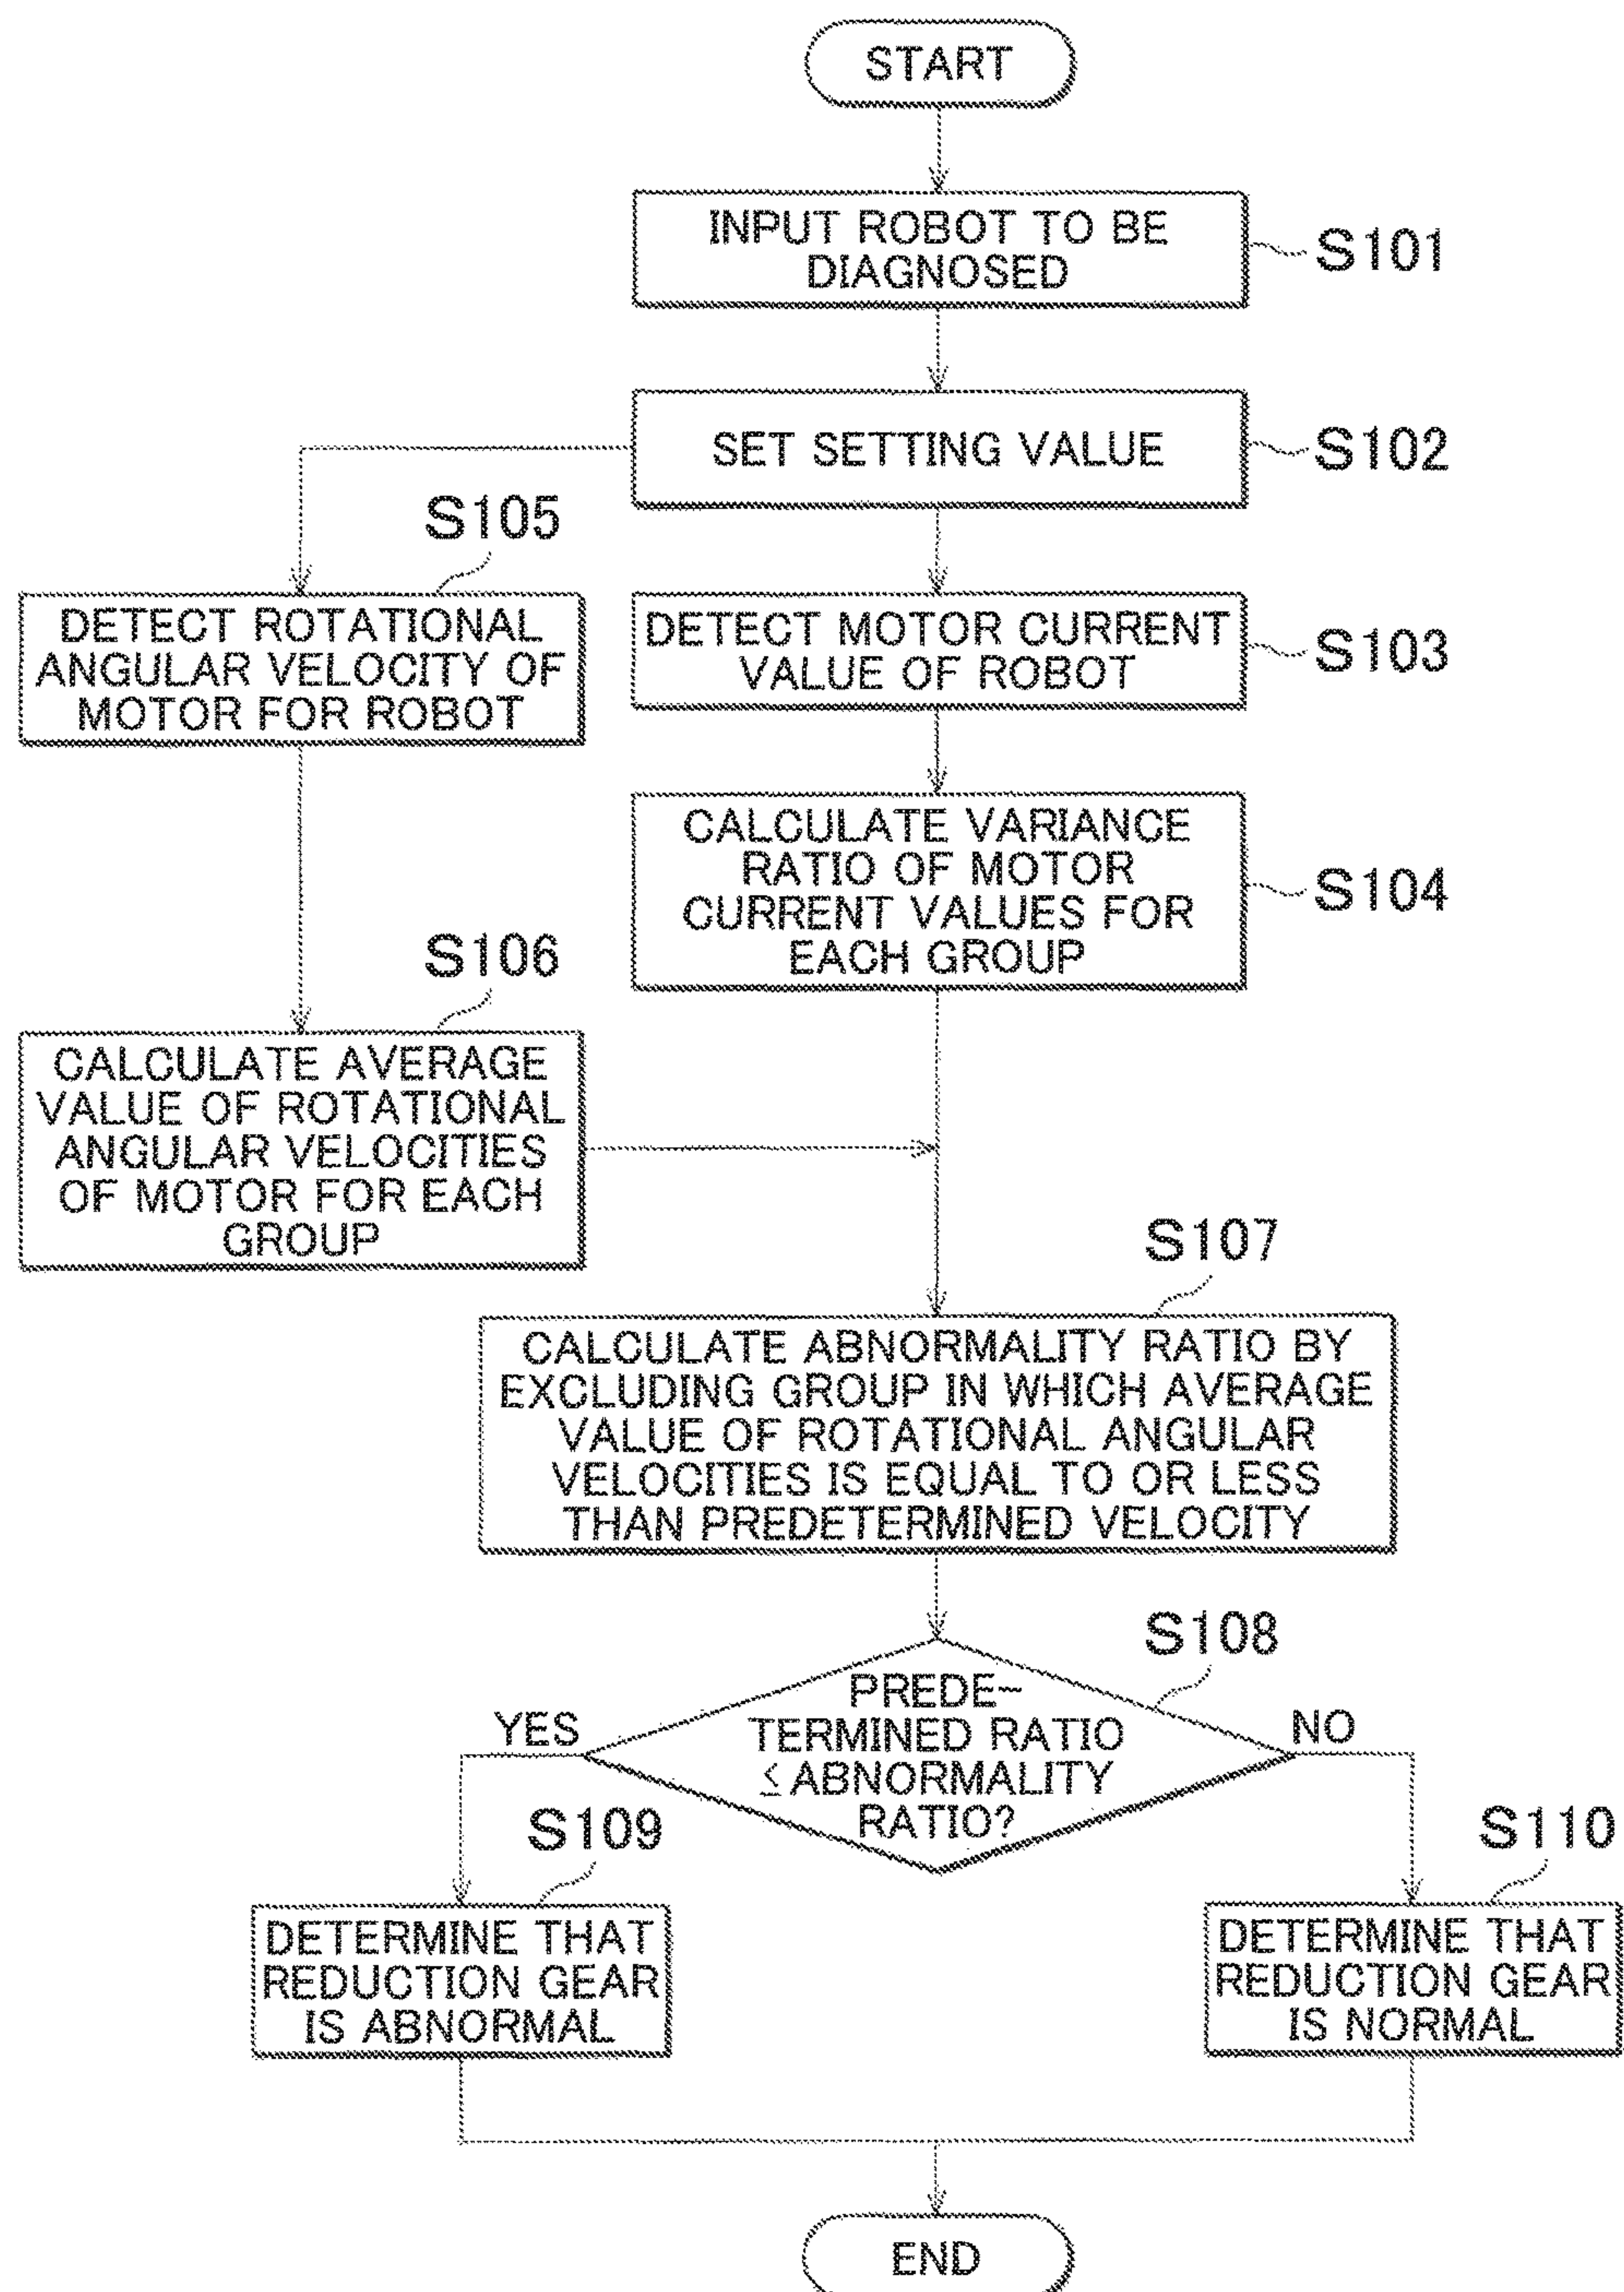 START
INPUT ROBOT TO BE
DIAGNOSED
S101
SET SETTING VALUE
S102
S105
DETECT ROTATIONAL
ANGULAR VELOCITY OF
MOTOR FOR ROBOT
DETECT MOTOR CURRENT
VALUE OF ROBOT
S103
CALCULATE VARIANCE
RATIO OF MOTOR
CURRENT VALUES FOR
EACH GROUP
S104
S106
CALCULATE AVERAGE
VALUE OF ROTATIONAL
ANGULAR VELOCITIES
OF MOTOR FOR EACH
GROUP
S107
CALCULATE ABNORMALITY RATIO BY
EXCLUDING GROUP IN WHICH AVERAGE
VALUE OF ROTATIONAL ANGULAR
VELOCITIES IS EQUAL TO OR LESS
THAN PREDETERMINED VELOCITY
S108
PREDE-
TERMINED RATIO
≤ ABNORMALITY
RATIO?
YES
NO
S109
DETERMINE THAT
REDUCTION GEAR
IS ABNORMAL
S110
DETERMINE THAT
REDUCTION GEAR
IS NORMAL
END